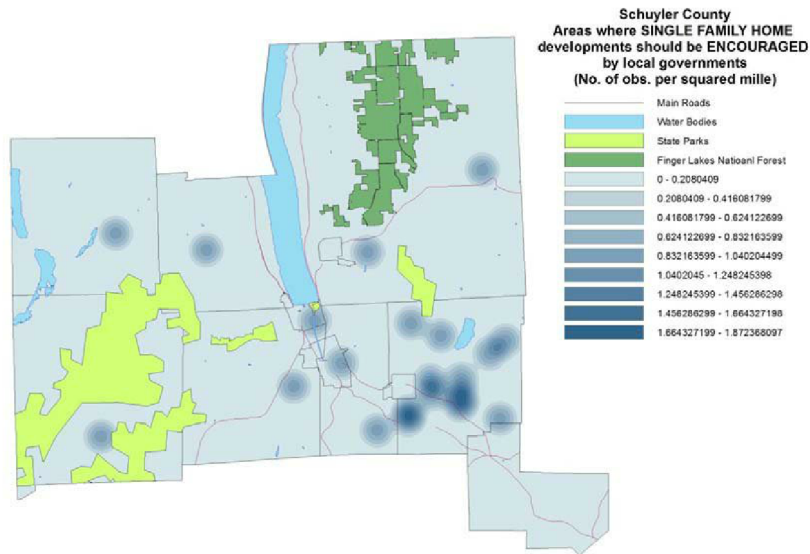 Schuyler County
Areas where SINGLE FAMILY HOME
developments should be ENCOURAGED
by local governments
(No. of obs. per squared mille)
Main Roads
Water Bodies
State Parks
Finger Lakes Natioanl Forest
0 - 0.2080409
0.2080409 - 0.416081799
0.416081799 - 0.624122699
0.624122699 - 0.832163599
0.832163599 - 1.040204499
1.0402045 - 1.248245398
1.248245399 - 1.456286298
1.456286299 - 1.664327198
1.664327199 - 1.872368097